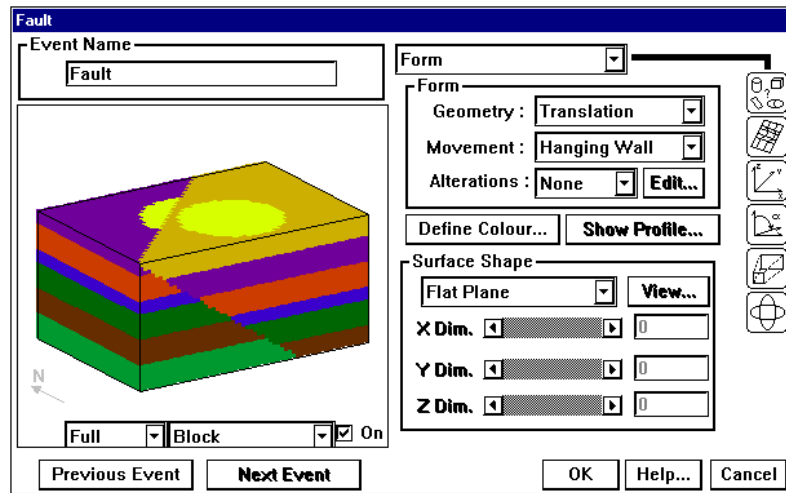 Fault
Event Name
Fault
Form
Form
Geometry : Translation
Movement : Hanging Wall
Alterations : None Edit...
Define Colour... Show Profile...
Surface Shape
Flat Plane View...
X Dim. 0
Y Dim. 0
Z Dim. 0
N
Full Block On
Previous Event Next Event OK Help... Cancel
?
Z Y X
α